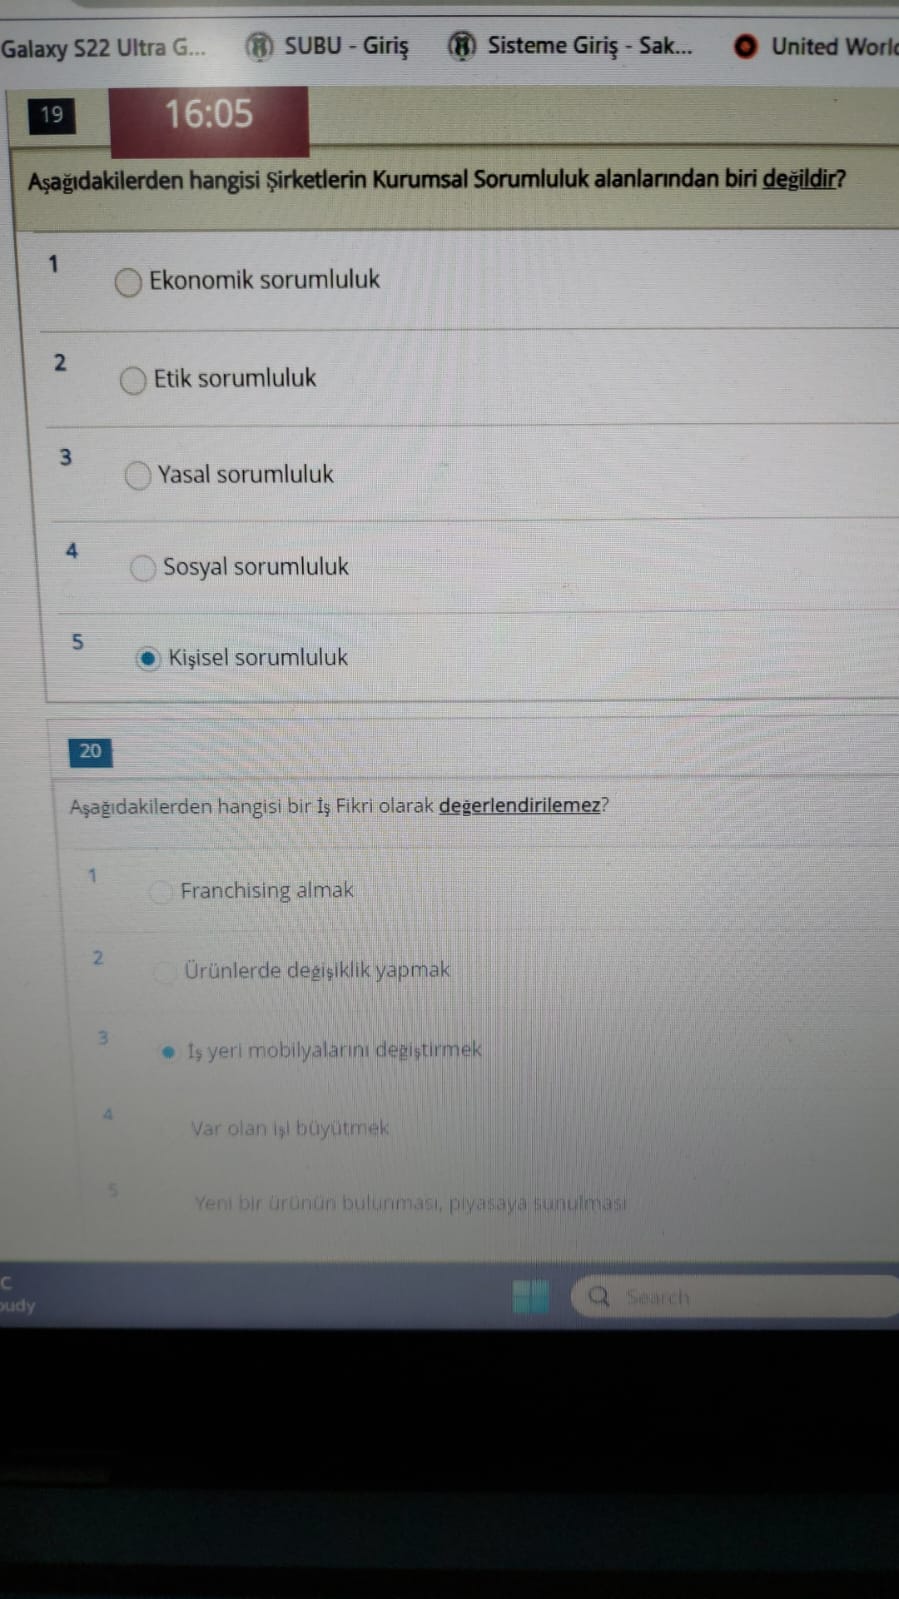 Galaxy S22 Ultra G...
SUBU - Giriş
Sisteme Giriş - Sak...
United World
19
16:05
Aşağıdakilerden hangisi Şirketlerin Kurumsal Sorumluluk alanlarından biri değildir?
1
Ekonomik sorumluluk
2
Etik sorumluluk
3
Yasal sorumluluk
4
Sosyal sorumluluk
5
Kişisel sorumluluk
20
Aşağıdakilerden hangisi bir İş Fikri olarak değerlendirilemez?
1
Franchising almak
2
Ürünlerde değişiklik yapmak
3
İş yeri mobilyalarını değiştirmek
4
Var olan işi büyütmek
5
Yeni bir ürünün bulunması, piyasaya sunulması
C
oudy
Search